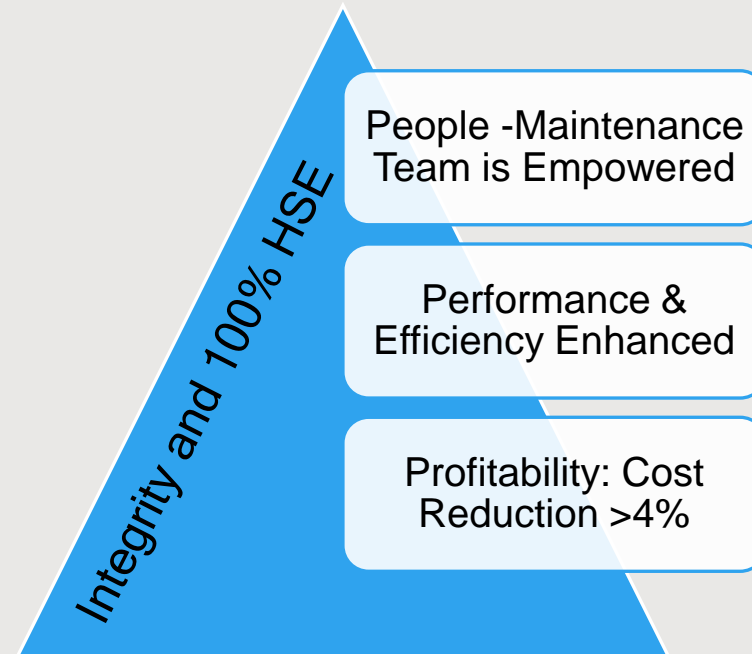 Integrity and 100% HSE
People -Maintenance
Team is Empowered
Performance &
Efficiency Enhanced
Profitability: Cost
Reduction >4%